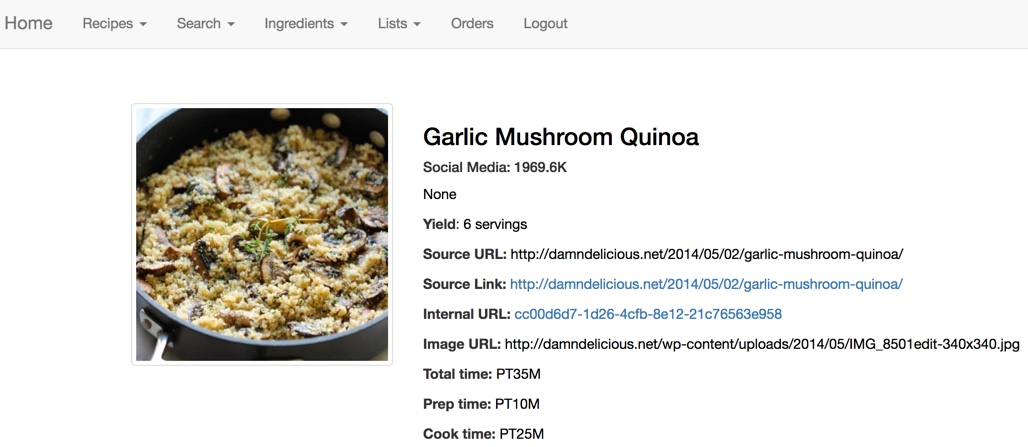 Home Recipes Search Ingredients Lists Orders Logout
Garlic Mushroom Quinoa
Social Media: 1969.6K
None
Yield: 6 servings
Source URL: http://damndelicious.net/2014/05/02/garlic-mushroom-quinoa/
Source Link: http://damndelicious.net/2014/05/02/garlic-mushroom-quinoa/
Internal URL: cc00d6d7-1d26-4cfb-8e12-21c76563e958
Image URL: http://damndelicious.net/wp-content/uploads/2014/05/IMG_8501edit-340x340.jpg
Total time: PT35M
Prep time: PT10M
Cook time: PT25M